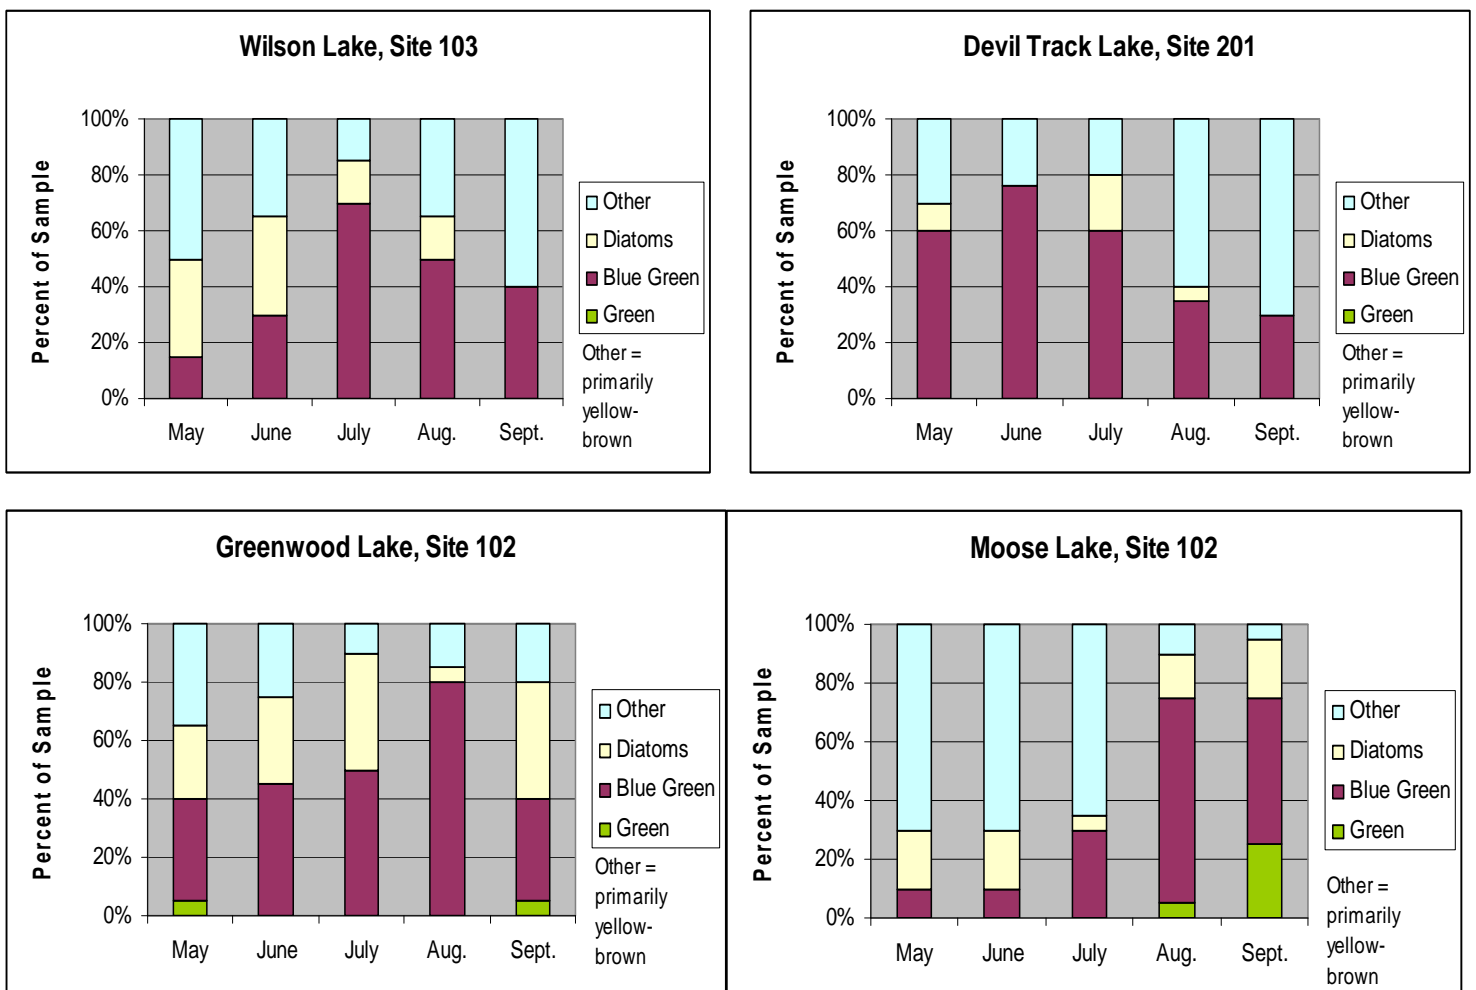 Wilson Lake, Site 103
Percent of Sample
100%
80%
60%
40%
20%
0%
May June July Aug. Sept.
Other
Diatoms
Blue Green
Green
Other =
primarily
yellow-
brown
Devil Track Lake, Site 201
Percent of Sample
100%
80%
60%
40%
20%
0%
May June July Aug. Sept.
Other
Diatoms
Blue Green
Green
Other =
primarily
yellow-
brown
Greenwood Lake, Site 102
Percent of Sample
100%
80%
60%
40%
20%
0%
May June July Aug. Sept.
Other
Diatoms
Blue Green
Green
Other =
primarily
yellow-
brown
Moose Lake, Site 102
Percent of Sample
100%
80%
60%
40%
20%
0%
May June July Aug. Sept.
Other
Diatoms
Blue Green
Green
Other =
primarily
yellow-
brown